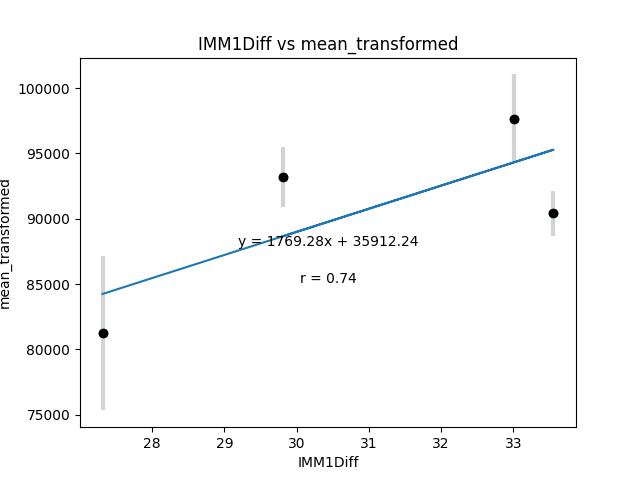 IMM1Diff vs mean_transformed
100000
95000
90000
85000
80000
75000
mean_transformed
y = 1769.28x + 35912.24
r = 0.74
28 29 30 31 32 33
IMM1Diff